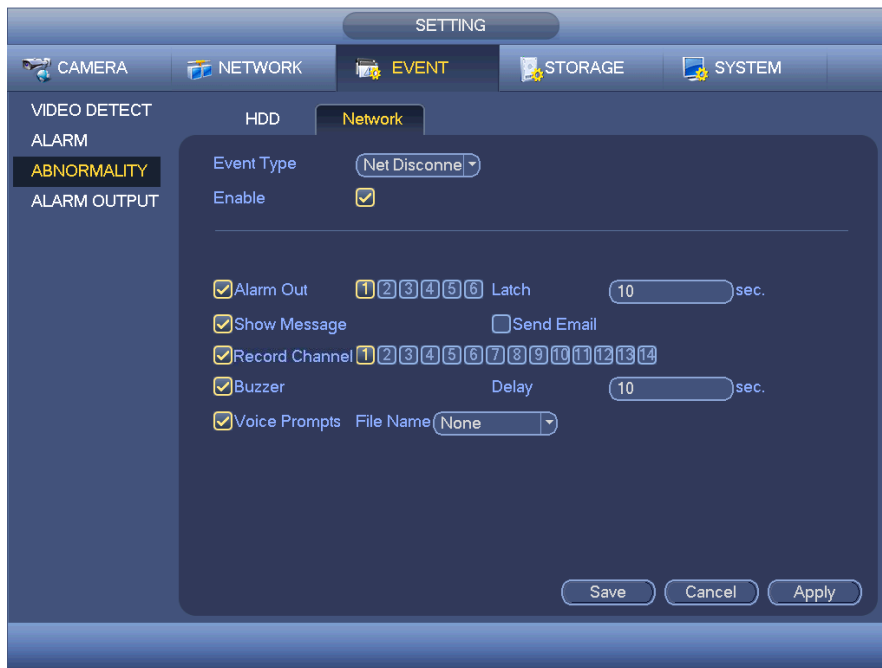 SETTING
CAMERA NETWORK EVENT STORAGE SYSTEM
VIDEO DETECT
ALARM
ABNORMALITY
ALARM OUTPUT
HDD Network
Event Type Net Disconne
Enable
Alarm Out 1 2 3 4 5 6 Latch 10 sec.
Show Message Send Email
Record Channel 1 2 3 4 5 6 7 8 9 10 11 12 13 14
Buzzer Delay 10 sec.
Voice Prompts File Name None
Save Cancel Apply